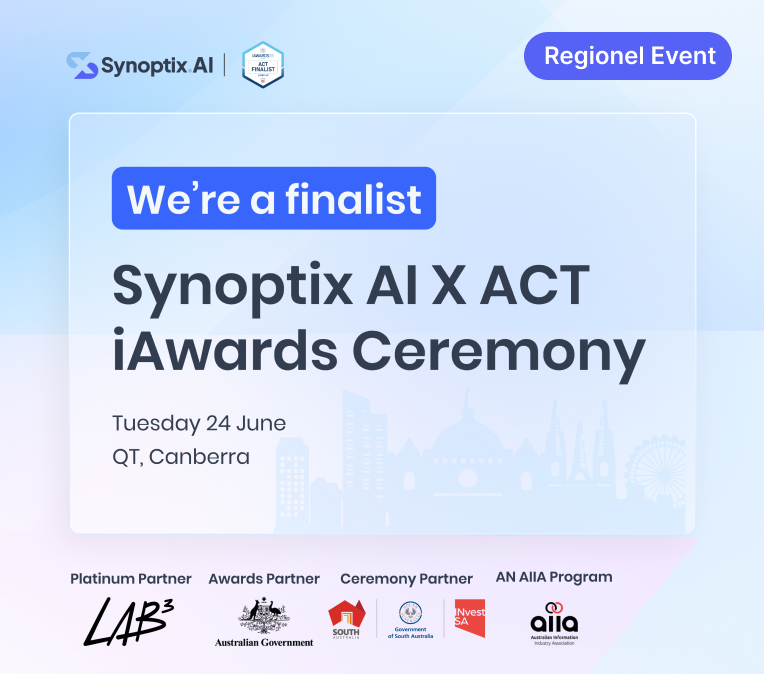 Synoptix.AI
iAWARDS
ACT
FINALIST
Regionel Event
We're a finalist
Synoptix AI X ACT
iAwards Ceremony
Tuesday 24 June
QT, Canberra
Platinum Partner
Awards Partner
Ceremony Partner
AN AIIA Program
LAB3
Australian Government
SOUTH
AUSTRALIA
Government
of South Australia
INvest
SA
aiia
Australian Information
Industry Association